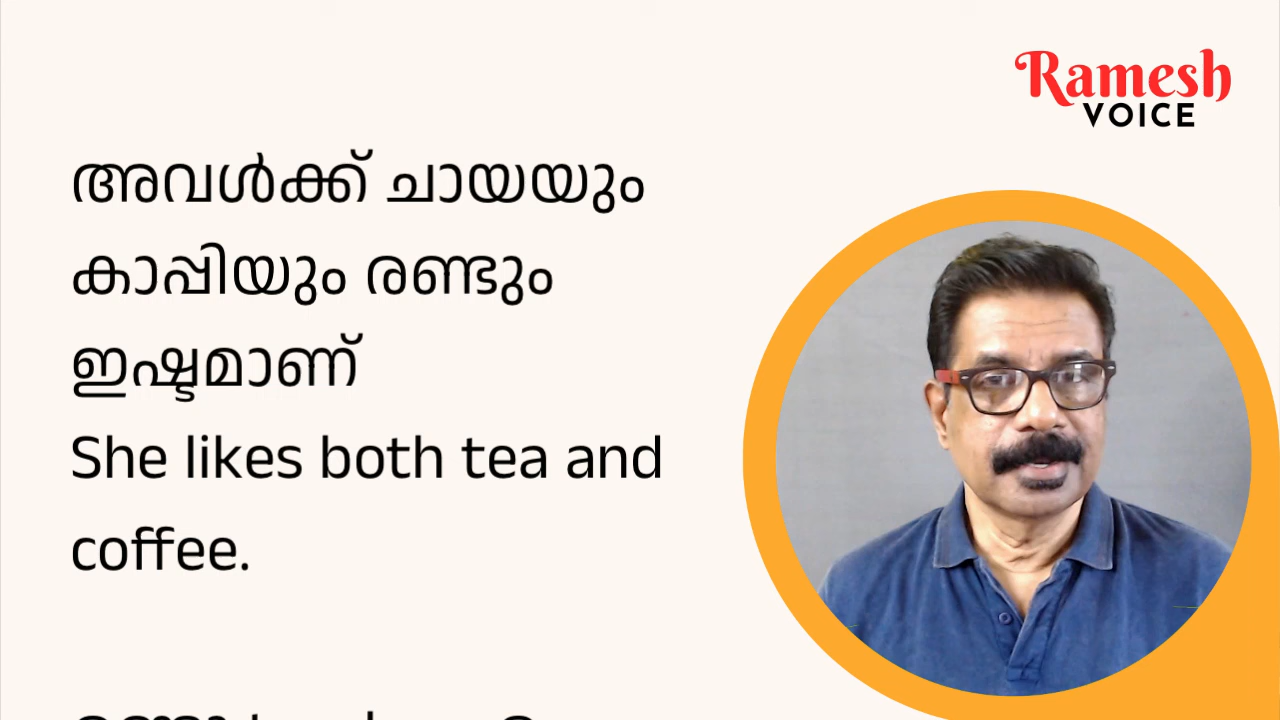 Ramesh
VOICE
അവൾക്ക് ചായയും
കാപ്പിയും രണ്ടും
ഇഷ്ടമാണ്
She likes both tea and
coffee.